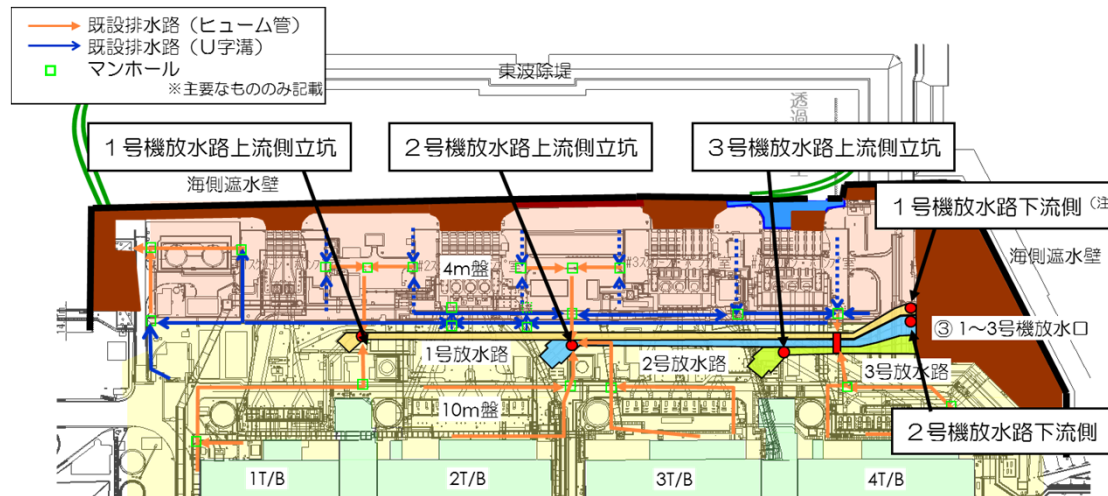 既設排水路（ヒューム管）
既設排水路（U字溝）
マンホール
※主要なもののみ記載
東波除堤
１号機放水路上流側立坑
２号機放水路上流側立坑
３号機放水路上流側立坑
海側遮水壁
１号機放水路下流側（注
海側遮水壁
4m盤
③ 1～3号機放水口
1号放水路
2号放水路
3号放水路
10m盤
２号機放水路下流側
1T/B
2T/B
3T/B
4T/B